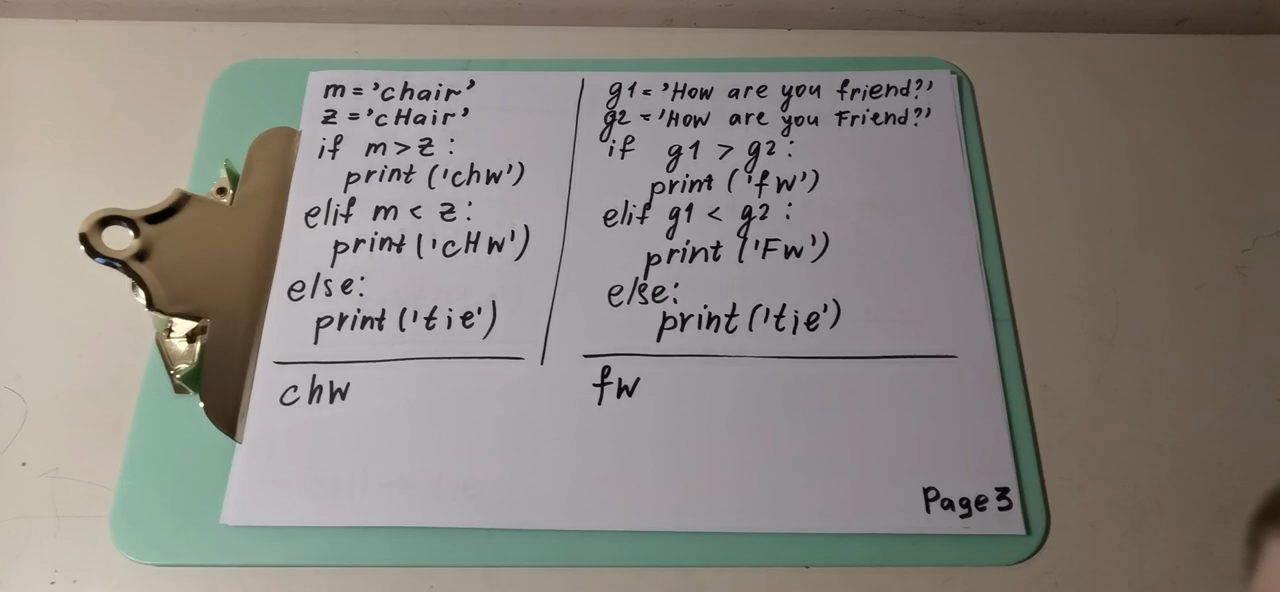 m = 'chair'
z = 'cHair'
if m > z :
print ('chw')
elif m < z :
print ('cHw')
else:
print ('tie')
chw
g1 = 'How are you friend?'
g2 = 'How are you Friend?'
if g1 > g2 :
print ('fw')
elif g1 < g2 :
print ('Fw')
else:
print ('tie')
fw
Page 3